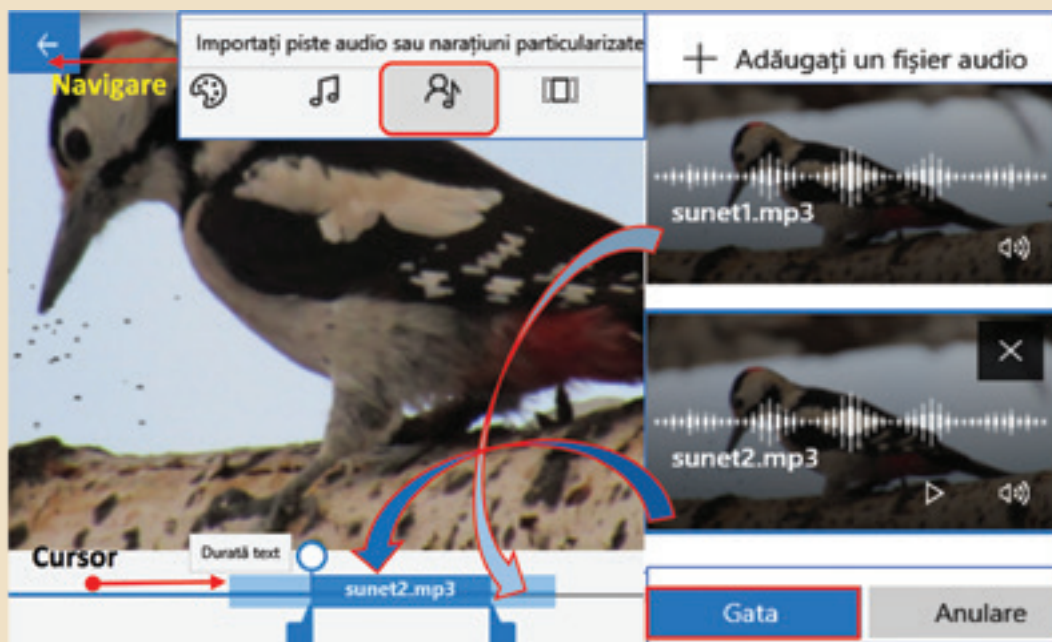 Importați piste audio sau narațiuni particularizate
Navigare
Adăugați un fișier audio
sunet1.mp3
sunet2.mp3
Cursor
Durată text
sunet2.mp3
Gata
Anulare